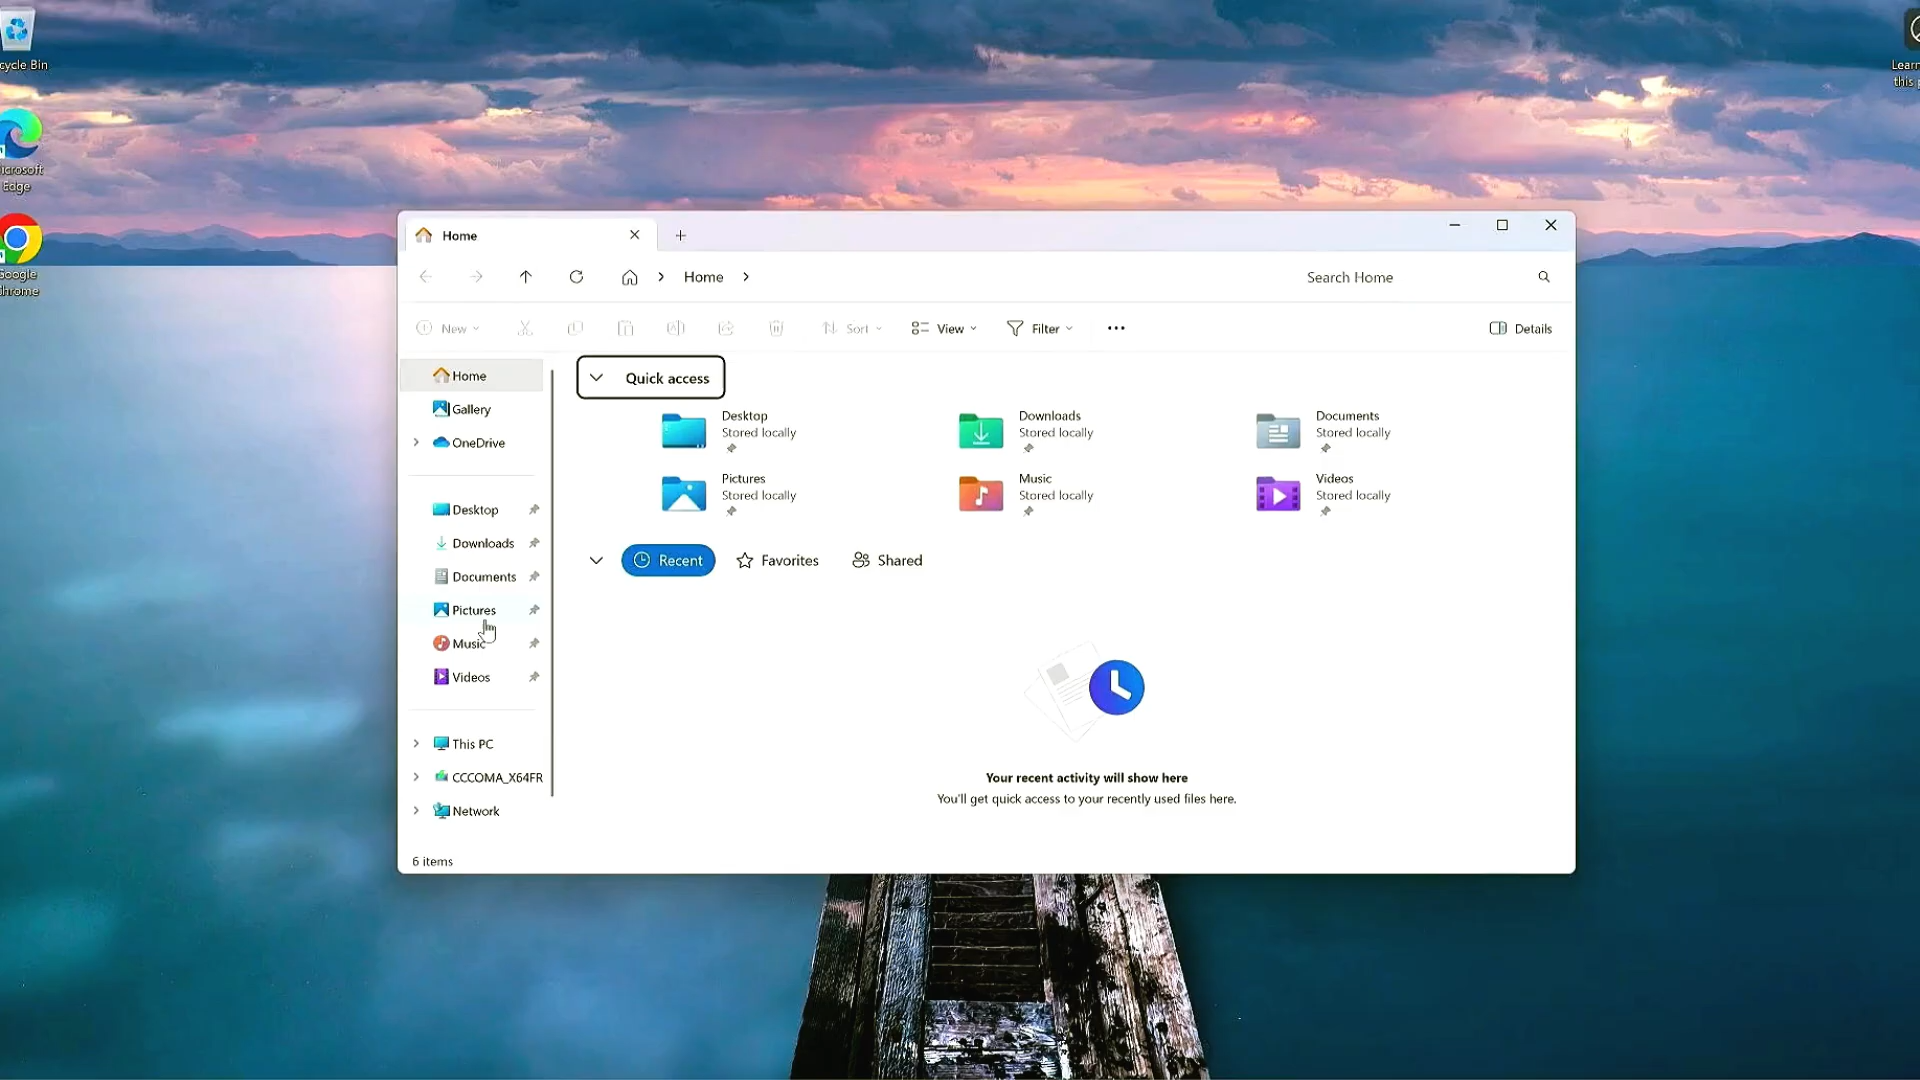 cycle Bin
icrosoft
Edge
Google
hrome
Learn
this p
Home
Home
Search Home
New
Sort
View
Filter
Details
Home
Gallery
OneDrive
Desktop
Downloads
Documents
Pictures
Music
Videos
This PC
CCCOMA_X64FR
Network
Quick access
Desktop
Stored locally
Downloads
Stored locally
Documents
Stored locally
Pictures
Stored locally
Music
Stored locally
Videos
Stored locally
Recent
Favorites
Shared
Your recent activity will show here
You'll get quick access to your recently used files here.
6 items